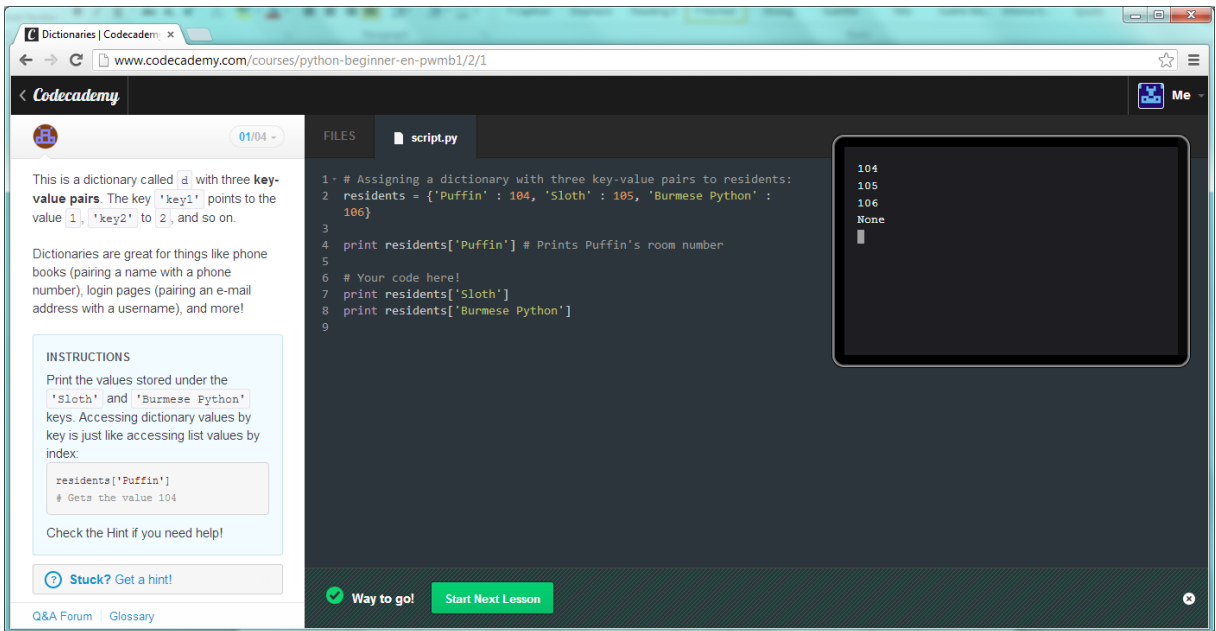 Dictionaries | Codecadem
www.codecademy.com/courses/python-beginner-en-pwmb1/2/1
Codecademy
Me
01/04
This is a dictionary called d with three key-
value pairs. The key 'key1' points to the
value 1, 'key2' to 2, and so on.
Dictionaries are great for things like phone
books (pairing a name with a phone
number), login pages (pairing an e-mail
address with a username), and more!
INSTRUCTIONS
Print the values stored under the
'Sloth' and 'Burmese Python'
keys. Accessing dictionary values by
key is just like accessing list values by
index:
residents['Puffin']
# Gets the value 104
Check the Hint if you need help!
? Stuck? Get a hint!
Q&A Forum
Glossary
FILES
script.py
1 # Assigning a dictionary with three key-value pairs to residents:
2 residents = {'Puffin' : 104, 'Sloth' : 105, 'Burmese Python' :
106}
3
4 print residents['Puffin'] # Prints Puffin's room number
5
6 # Your code here!
7 print residents['Sloth']
8 print residents['Burmese Python']
9
104
105
106
None
Way to go!
Start Next Lesson